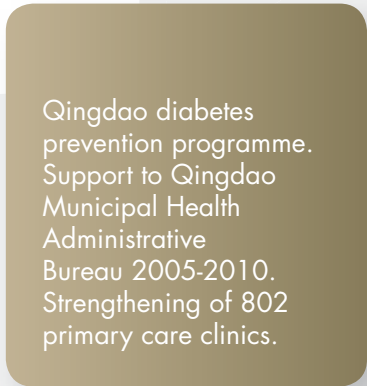 Qingdao diabetes
prevention programme.
Support to Qingdao
Municipal Health
Administrative
Bureau 2005-2010.
Strengthening of 802
primary care clinics.